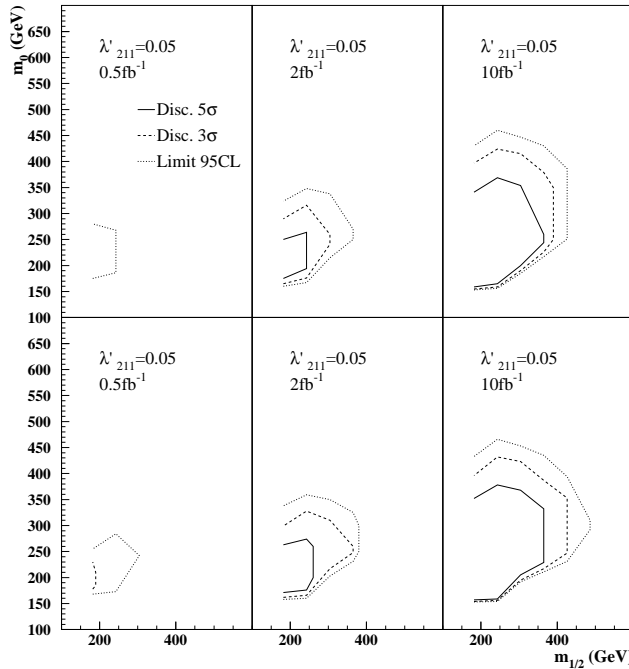 m₀ (GeV)
650
600
550
500
450
400
350
300
250
200
150
100
λ'₂₁₁=0.05
0.5fb⁻¹
Disc. 5σ
Disc. 3σ
Limit 95CL
λ'₂₁₁=0.05
2fb⁻¹
λ'₂₁₁=0.05
10fb⁻¹
650
600
550
500
450
400
350
300
250
200
150
100
λ'₂₁₁=0.05
0.5fb⁻¹
λ'₂₁₁=0.05
2fb⁻¹
λ'₂₁₁=0.05
10fb⁻¹
200 400 200 400 200 400
m₁/₂ (GeV)